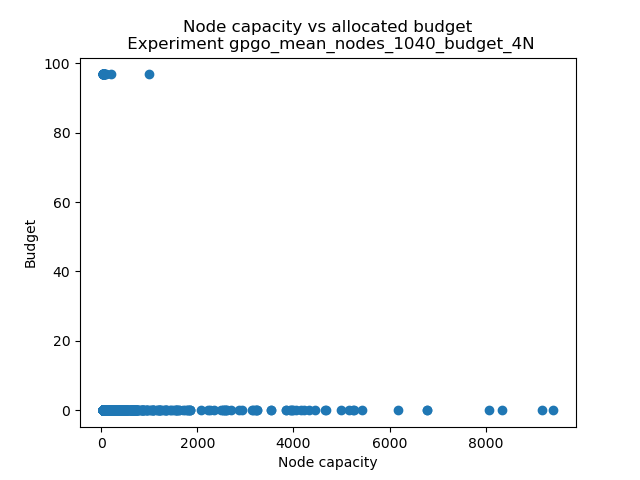 Node capacity vs allocated budget
Experiment gpgo_mean_nodes_1040_budget_4N
100
80
60
40
20
0
Budget
0 2000 4000 6000 8000
Node capacity